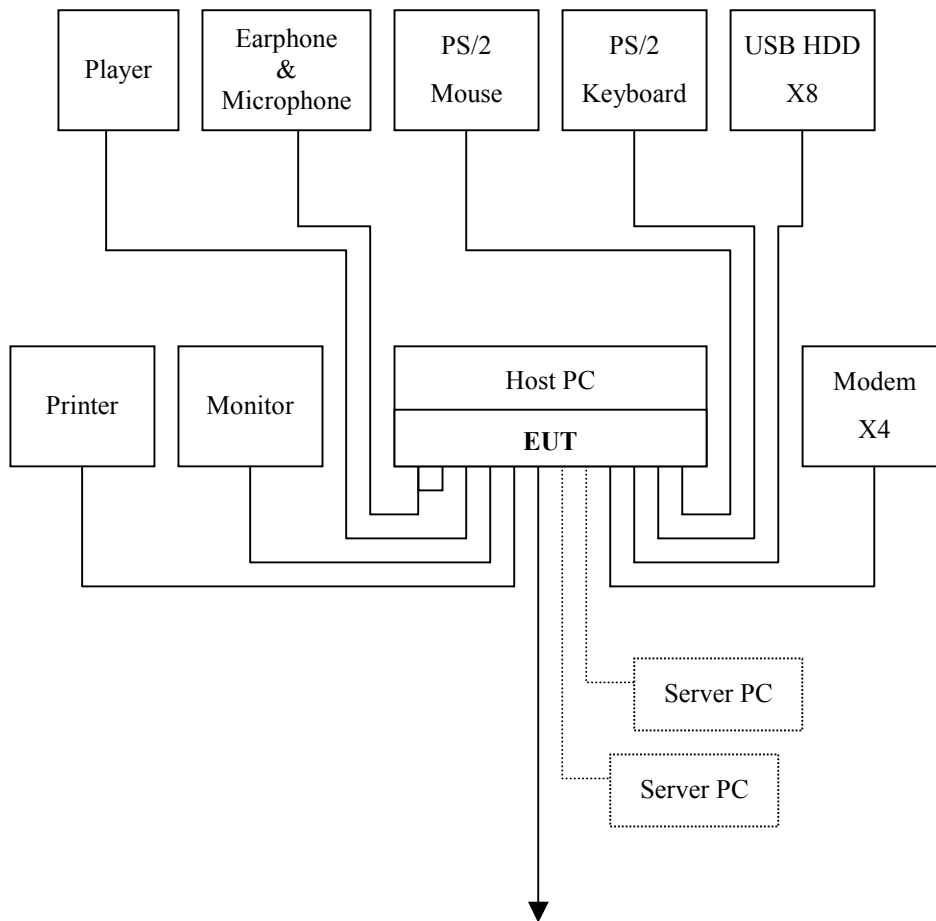 Player
Earphone
&
Microphone
PS/2
Mouse
PS/2
Keyboard
USB HDD
X8
Printer
Monitor
Host PC
EUT
Modem
X4
Server PC
Server PC